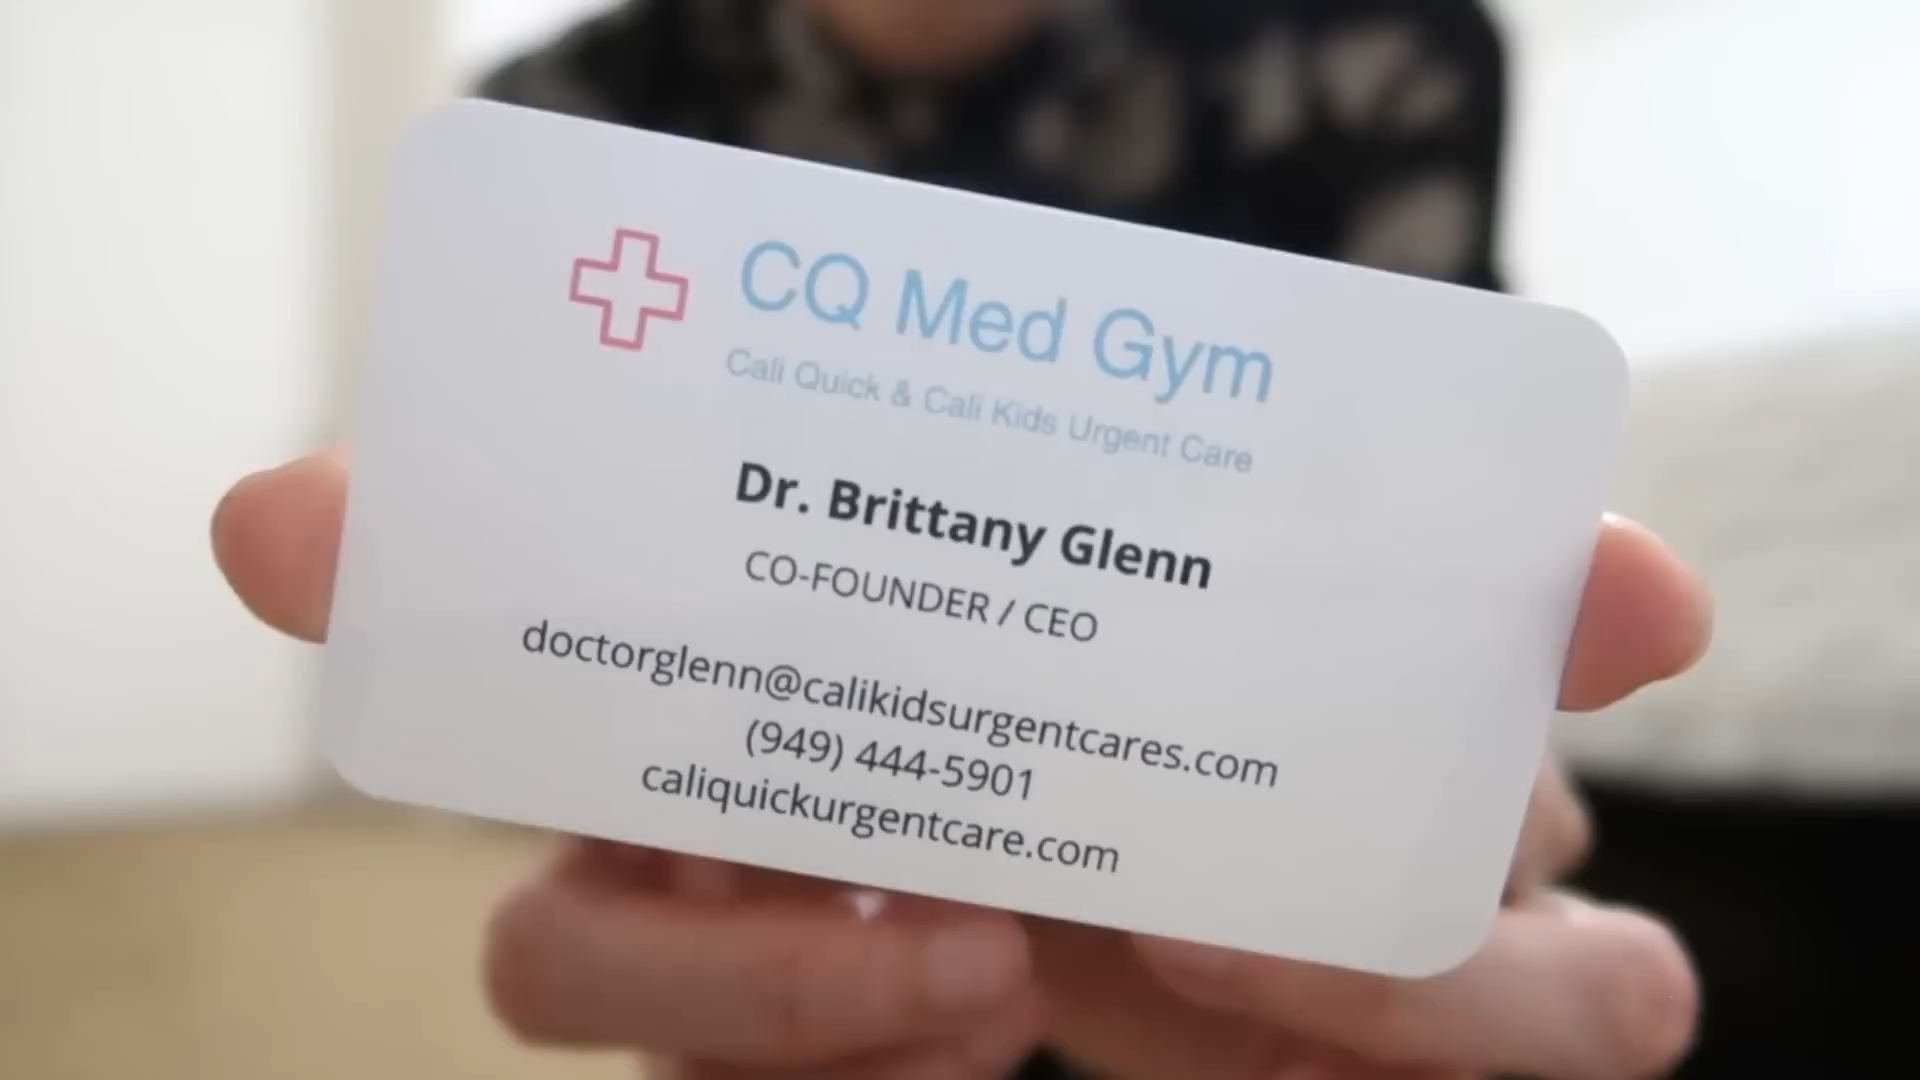 CQ Med Gym
Cali Quick & Cali Kids Urgent Care
Dr. Brittany Glenn
CO-FOUNDER / CEO
doctorglenn@calikidsurgentcares.com
(949) 444-5901
caliquickurgentcare.com